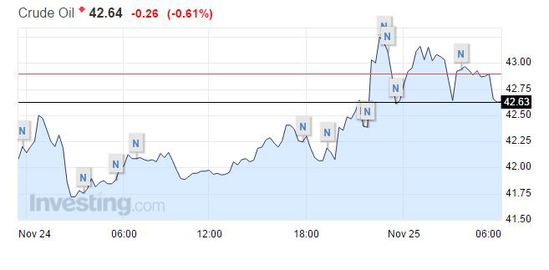 Crude Oil 42.64 -0.26 (-0.61%)
N
N
43.00
N
42.75
N
42.63
N
42.50
N
N
N
42.25
N
N
42.00
N
41.75
Investing.com
41.50
Nov 24 06:00 12:00 18:00 Nov 25 06:00